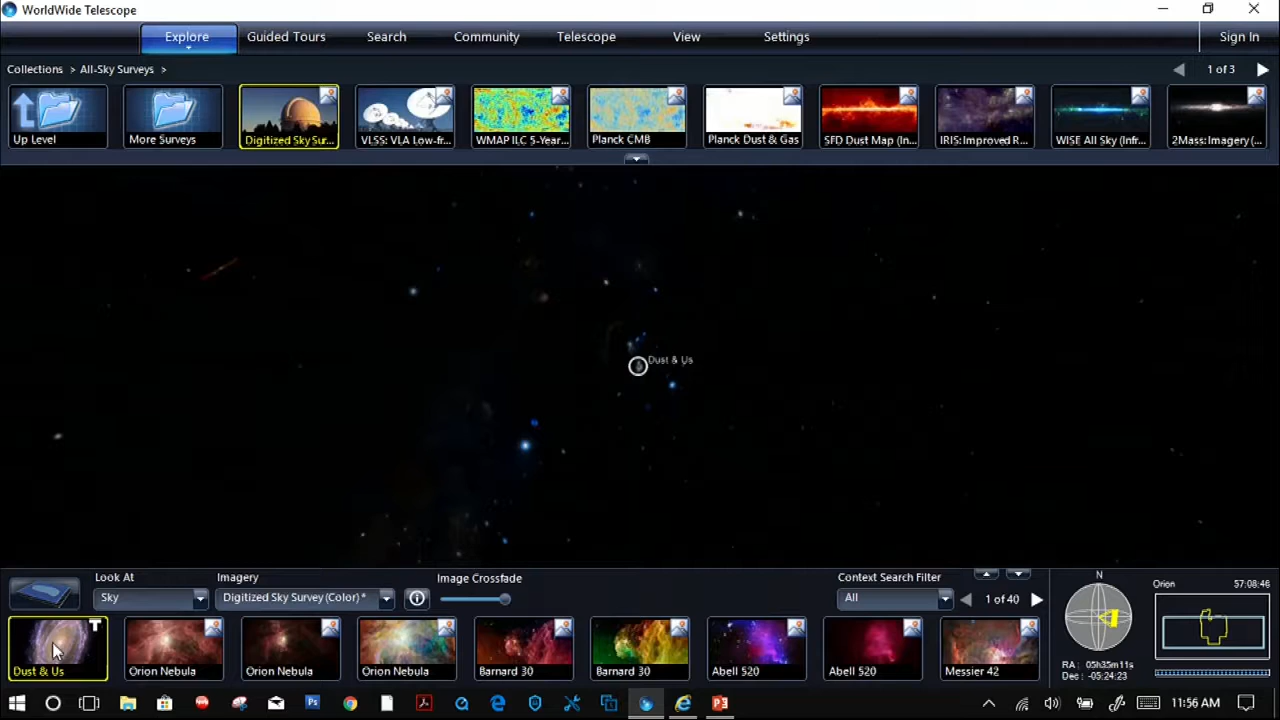 WorldWide Telescope
Explore
Guided Tours
Search
Community
Telescope
View
Settings
Sign In
Collections > All-Sky Surveys >
1 of 3
Up Level
More Surveys
Digitized Sky Sur...
VLSS: VLA Low-fr...
WMAP ILC 5-Year...
Planck CMB
Planck Dust & Gas
SFD Dust Map (In...
IRIS:Improved R...
WISE All Sky (Infr...
2Mass:Imagery (...
Dust & Us
Look At
Imagery
Image Crossfade
Context Search Filter
Sky
Digitized Sky Survey (Color) *
All
1 of 40
N
Orion
57:08:46
Dust & Us
Orion Nebula
Orion Nebula
Orion Nebula
Barnard 30
Barnard 30
Abell 520
Abell 520
Messier 42
RA : 05h35m11s
Dec : -05:24:23
11:56 AM